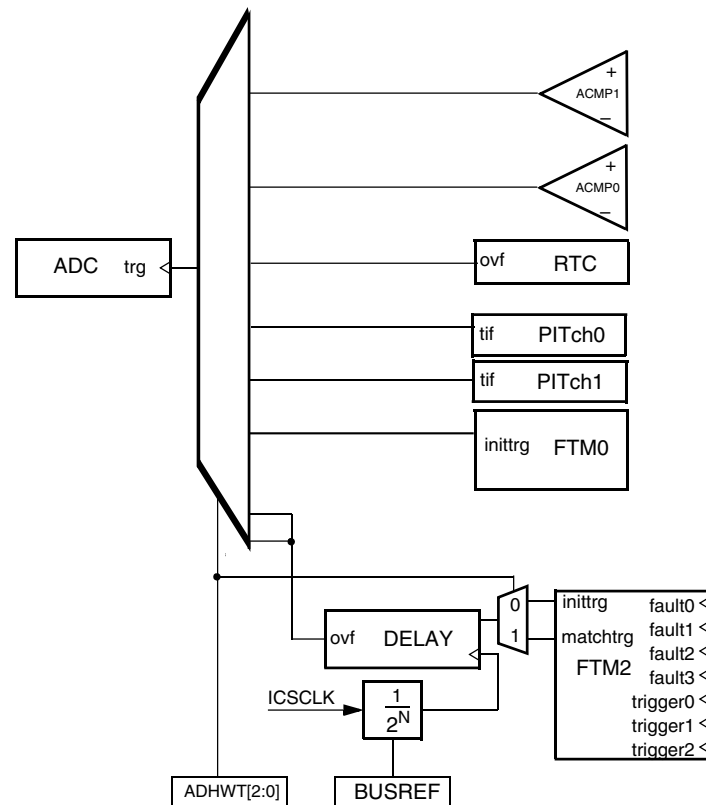 +
ACMP1
−
+
ACMP0
−
ADC trg
ovf RTC
tif PITch0
tif PITch1
inittrg FTM0
0
1
inittrg
matchtrg
FTM2
fault0
fault1
fault2
fault3
trigger0
trigger1
trigger2
ovf DELAY
ICSCLK
1
2^N
ADHWT[2:0]
BUSREF